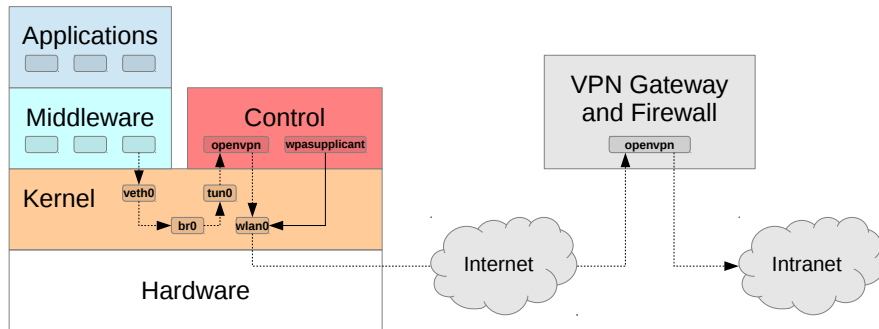 Applications
Middleware
Control
openvpn
wpasupplicant
Kernel
veth0
tun0
br0
wlan0
Hardware
VPN Gateway
and Firewall
openvpn
Internet
Intranet